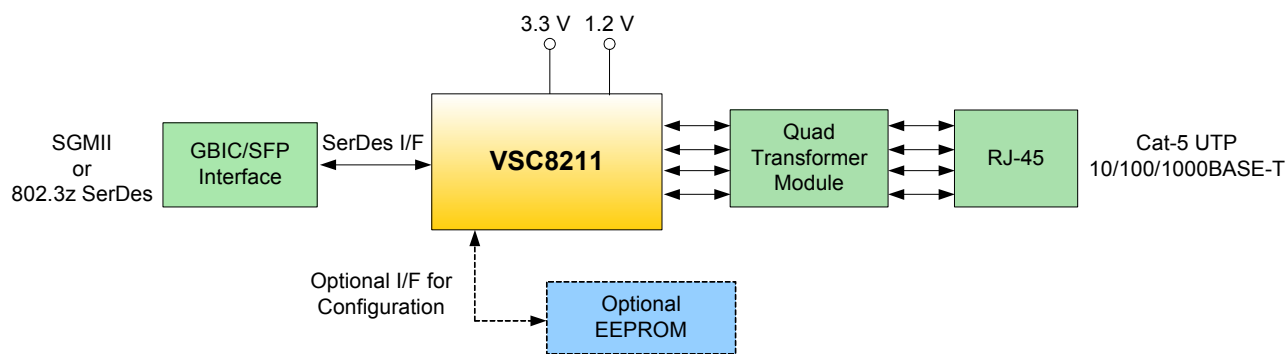 3.3 V
1.2 V
SGMII
or
802.3z SerDes
GBIC/SFP
Interface
SerDes I/F
VSC8211
Quad
Transformer
Module
RJ-45
Cat-5 UTP
10/100/1000BASE-T
Optional I/F for
Configuration
Optional
EEPROM